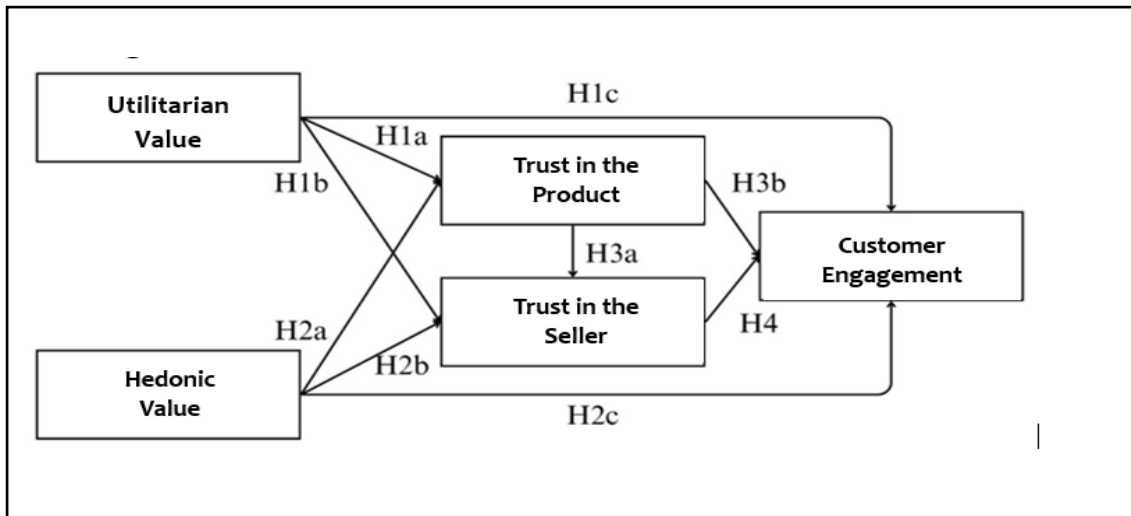 Utilitarian
Value
H1c
H1a
H1b
Trust in the
Product
H3b
H3a
Customer
Engagement
Trust in the
Seller
H4
H2a
H2b
Hedonic
Value
H2c